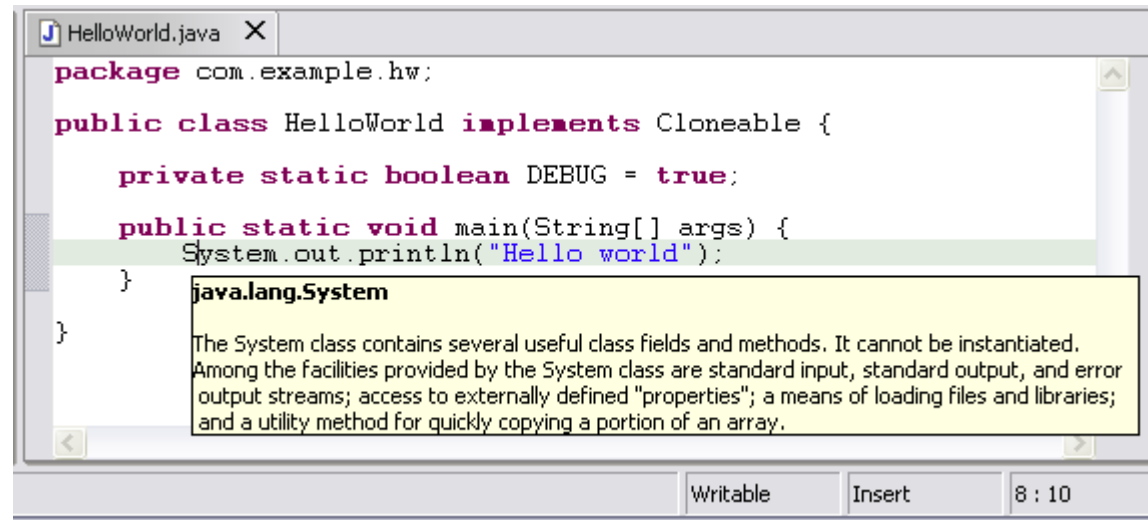 HelloWorld.java
package com.example.hw;
public class HelloWorld implements Cloneable {
private static boolean DEBUG = true;
public static void main(String[] args) {
System.out.println("Hello world");
}
}
java.lang.System
The System class contains several useful class fields and methods. It cannot be instantiated.
Among the facilities provided by the System class are standard input, standard output, and error
output streams; access to externally defined "properties"; a means of loading files and libraries;
and a utility method for quickly copying a portion of an array.
Writable Insert 8 : 10